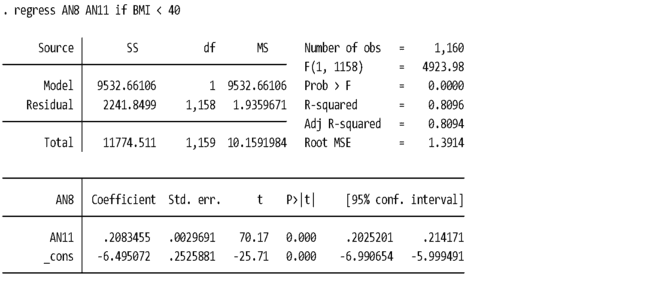 . regress AN8 AN11 if BMI < 40
Source SS df MS Number of obs = 1,160
F(1, 1158) = 4923.98
Model 9532.66106 1 9532.66106 Prob > F = 0.0000
Residual 2241.8499 1,158 1.9359671 R-squared = 0.8096
Adj R-squared = 0.8094
Total 11774.511 1,159 10.1591984 Root MSE = 1.3914
AN8 Coefficient Std. err. t P>|t| [95% conf. interval]
AN11 .2083455 .0029691 70.17 0.000 .2025201 .214171
_cons -6.495072 .2525881 -25.71 0.000 -6.990654 -5.999491